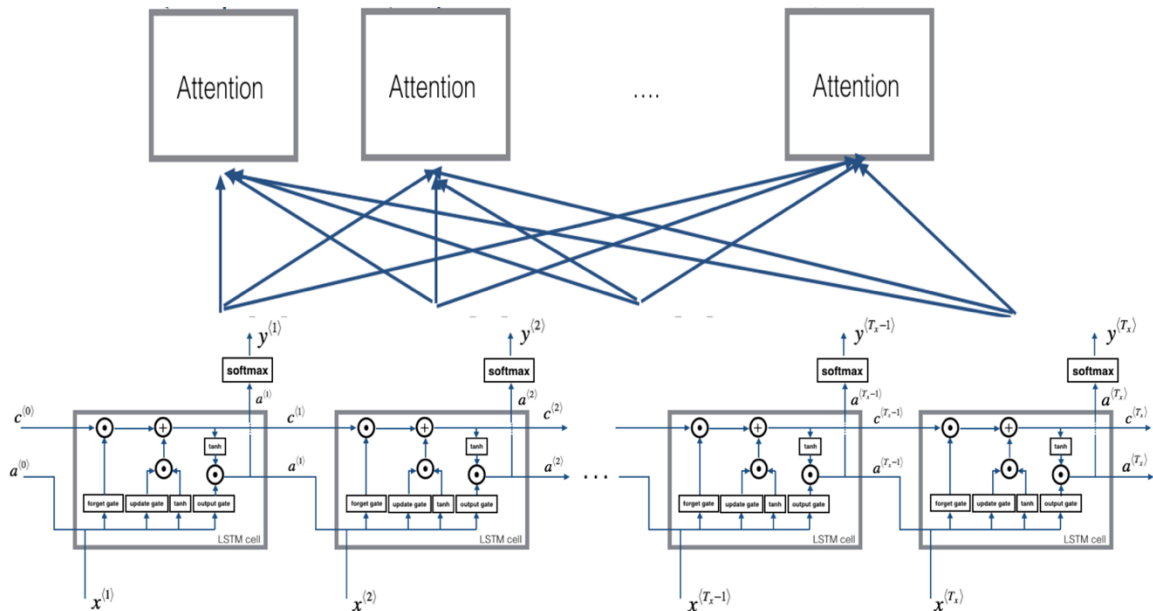 Attention Attention .... Attention
y⟨1⟩ y⟨2⟩ y⟨Tx−1⟩ y⟨Tx⟩
softmax softmax softmax softmax
a⟨1⟩ a⟨2⟩ a⟨Tx−1⟩ a⟨Tx⟩
c⟨0⟩ c⟨1⟩ c⟨2⟩ c⟨Tx−1⟩ c⟨Tx⟩
+ + + +
tanh tanh tanh tanh
a⟨0⟩ a⟨1⟩ a⟨2⟩ ... a⟨Tx−1⟩ a⟨Tx⟩
forget gate update gate tanh output gate forget gate update gate tanh output gate forget gate update gate tanh output gate forget gate update gate tanh output gate
LSTM cell LSTM cell LSTM cell LSTM cell
x⟨1⟩ x⟨2⟩ x⟨Tx−1⟩ x⟨Tx⟩